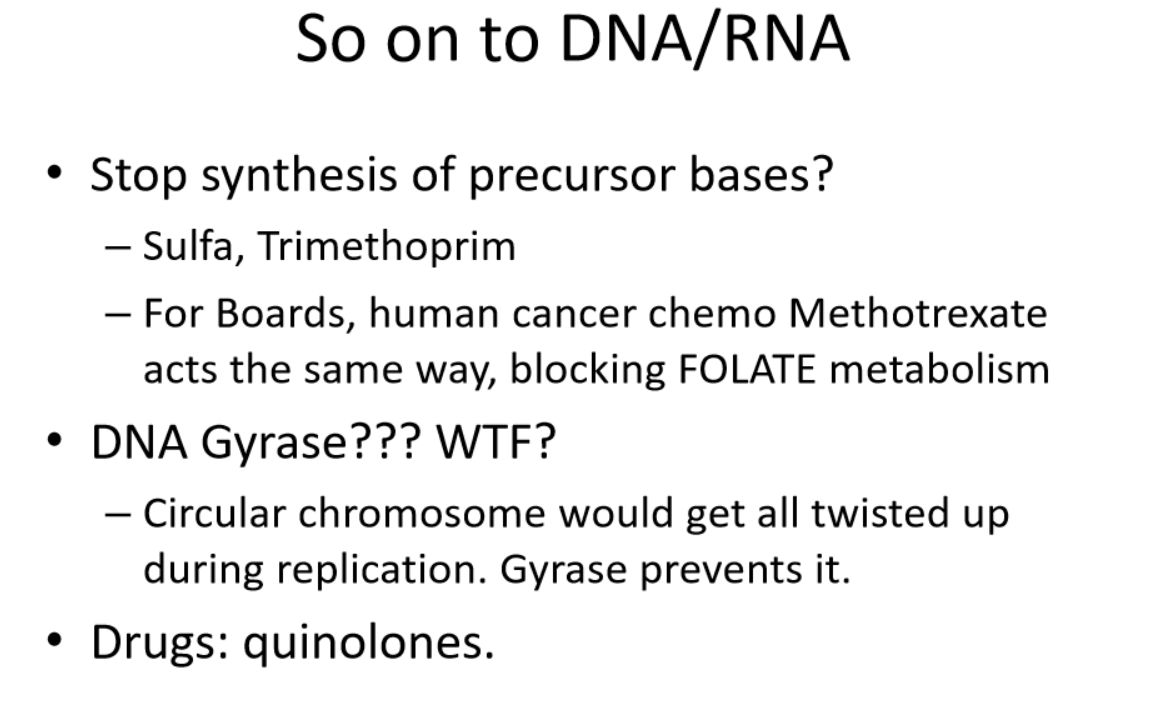 So on to DNA/RNA
• Stop synthesis of precursor bases?
– Sulfa, Trimethoprim
– For Boards, human cancer chemo Methotrexate
acts the same way, blocking FOLATE metabolism
• DNA Gyrase??? WTF?
– Circular chromosome would get all twisted up
during replication. Gyrase prevents it.
• Drugs: quinolones.